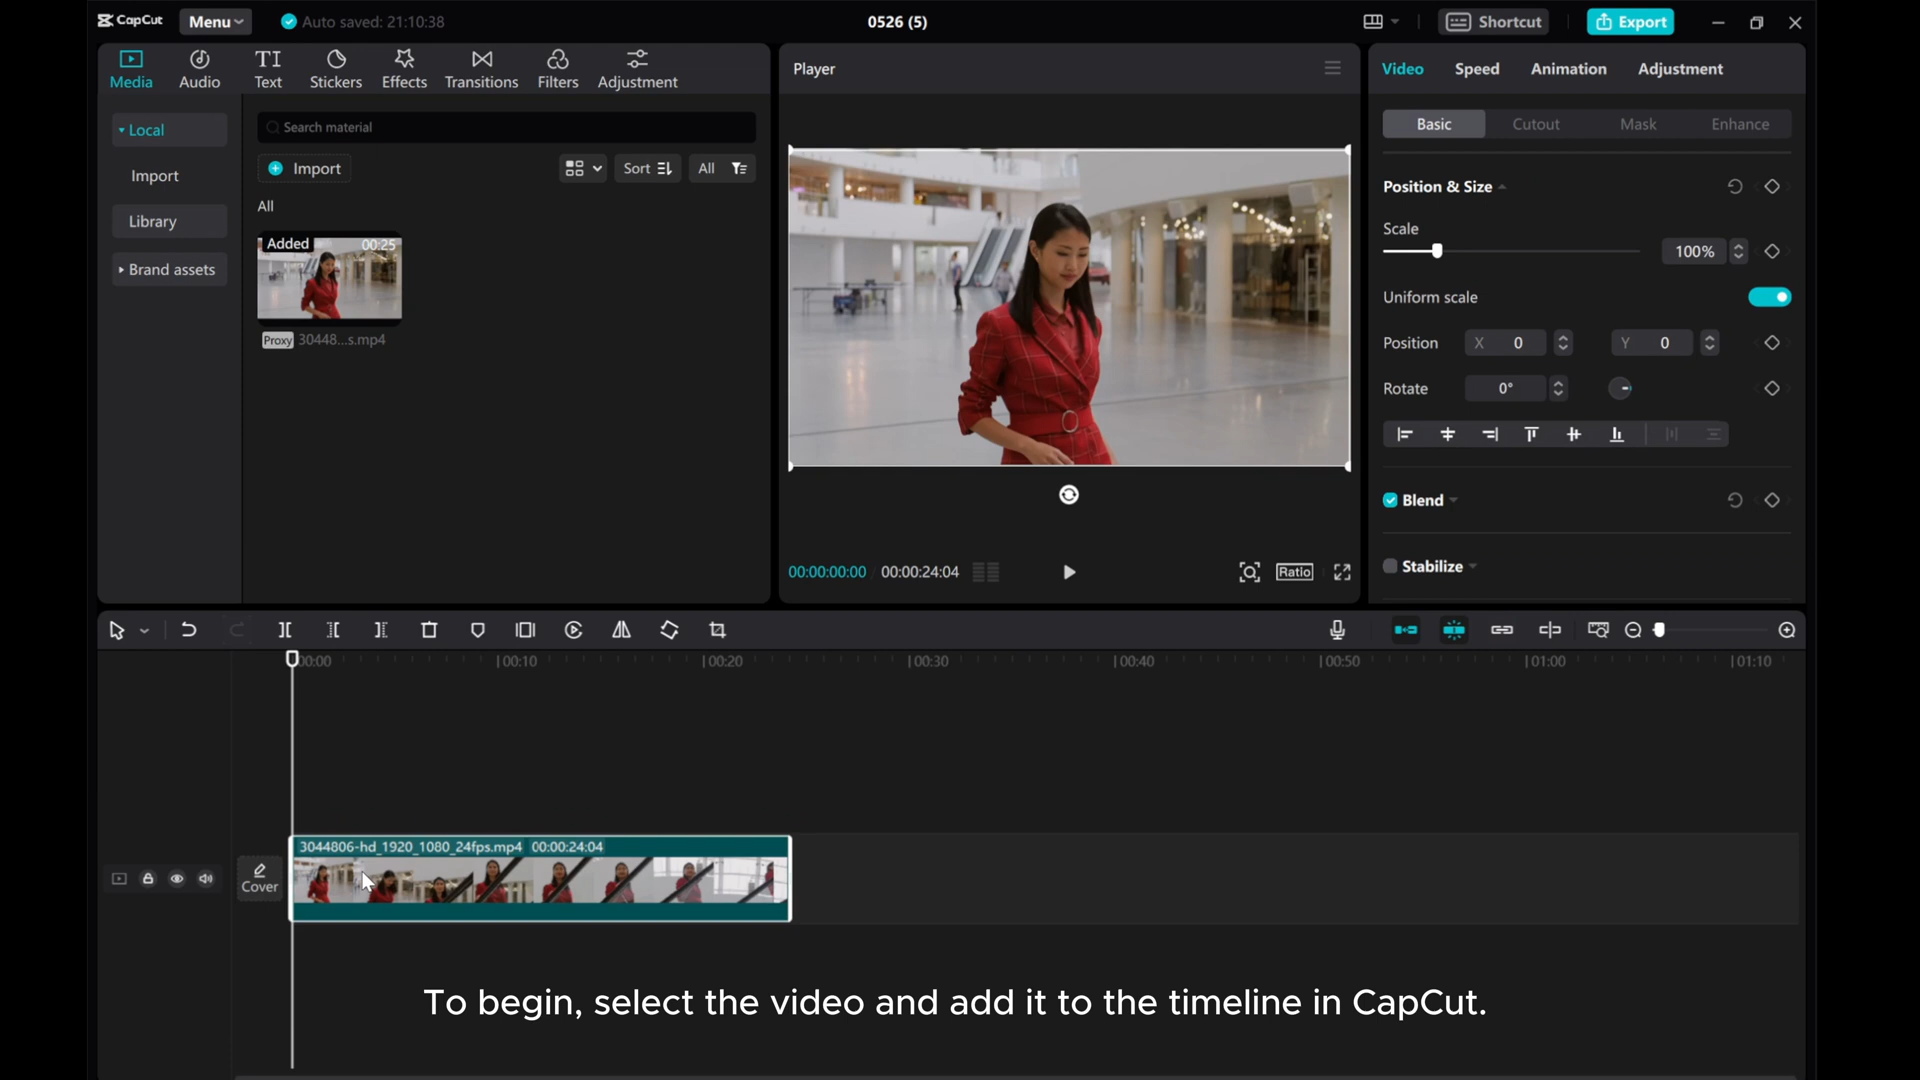 CapCut
Menu
Auto saved: 21:10:38
0526 (5)
Shortcut
Export
Media
Audio
TI
Text
Stickers
Effects
Transitions
Filters
Adjustment
Local
Import
Library
Brand assets
Search material
Import
Sort
All
All
Added
00:25
Proxy
30448...s.mp4
Player
00:00:00:00
00:00:24:04
Ratio
Video
Speed
Animation
Adjustment
Basic
Cutout
Mask
Enhance
Position & Size
Scale
100%
Uniform scale
Position
X 0
Y 0
Rotate
0°
Blend
Stabilize
00:00
00:10
00:20
00:30
00:40
00:50
01:00
01:10
Cover
3044806-hd_1920_1080_24fps.mp4 00:00:24:04
To begin, select the video and add it to the timeline in CapCut.